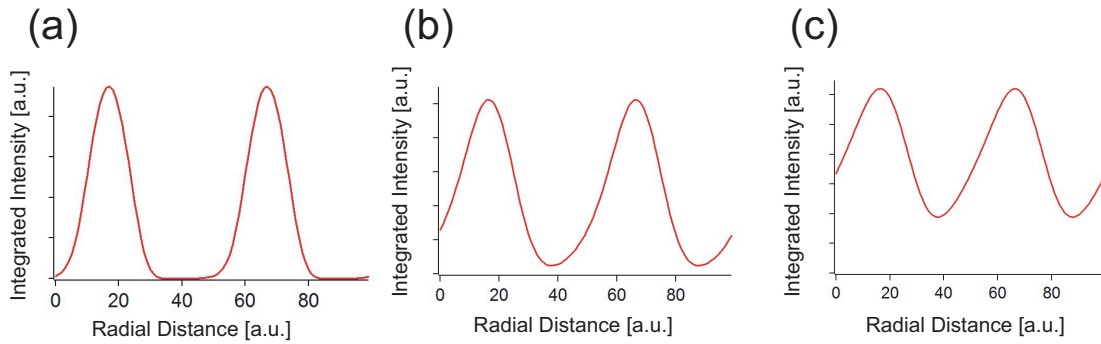 (a)
Integrated Intensity [a.u.]
0 20 40 60 80
Radial Distance [a.u.]
(b)
Integrated Intensity [a.u.]
0 20 40 60 80
Radial Distance [a.u.]
(c)
Integrated Intensity [a.u.]
0 20 40 60 80
Radial Distance [a.u.]